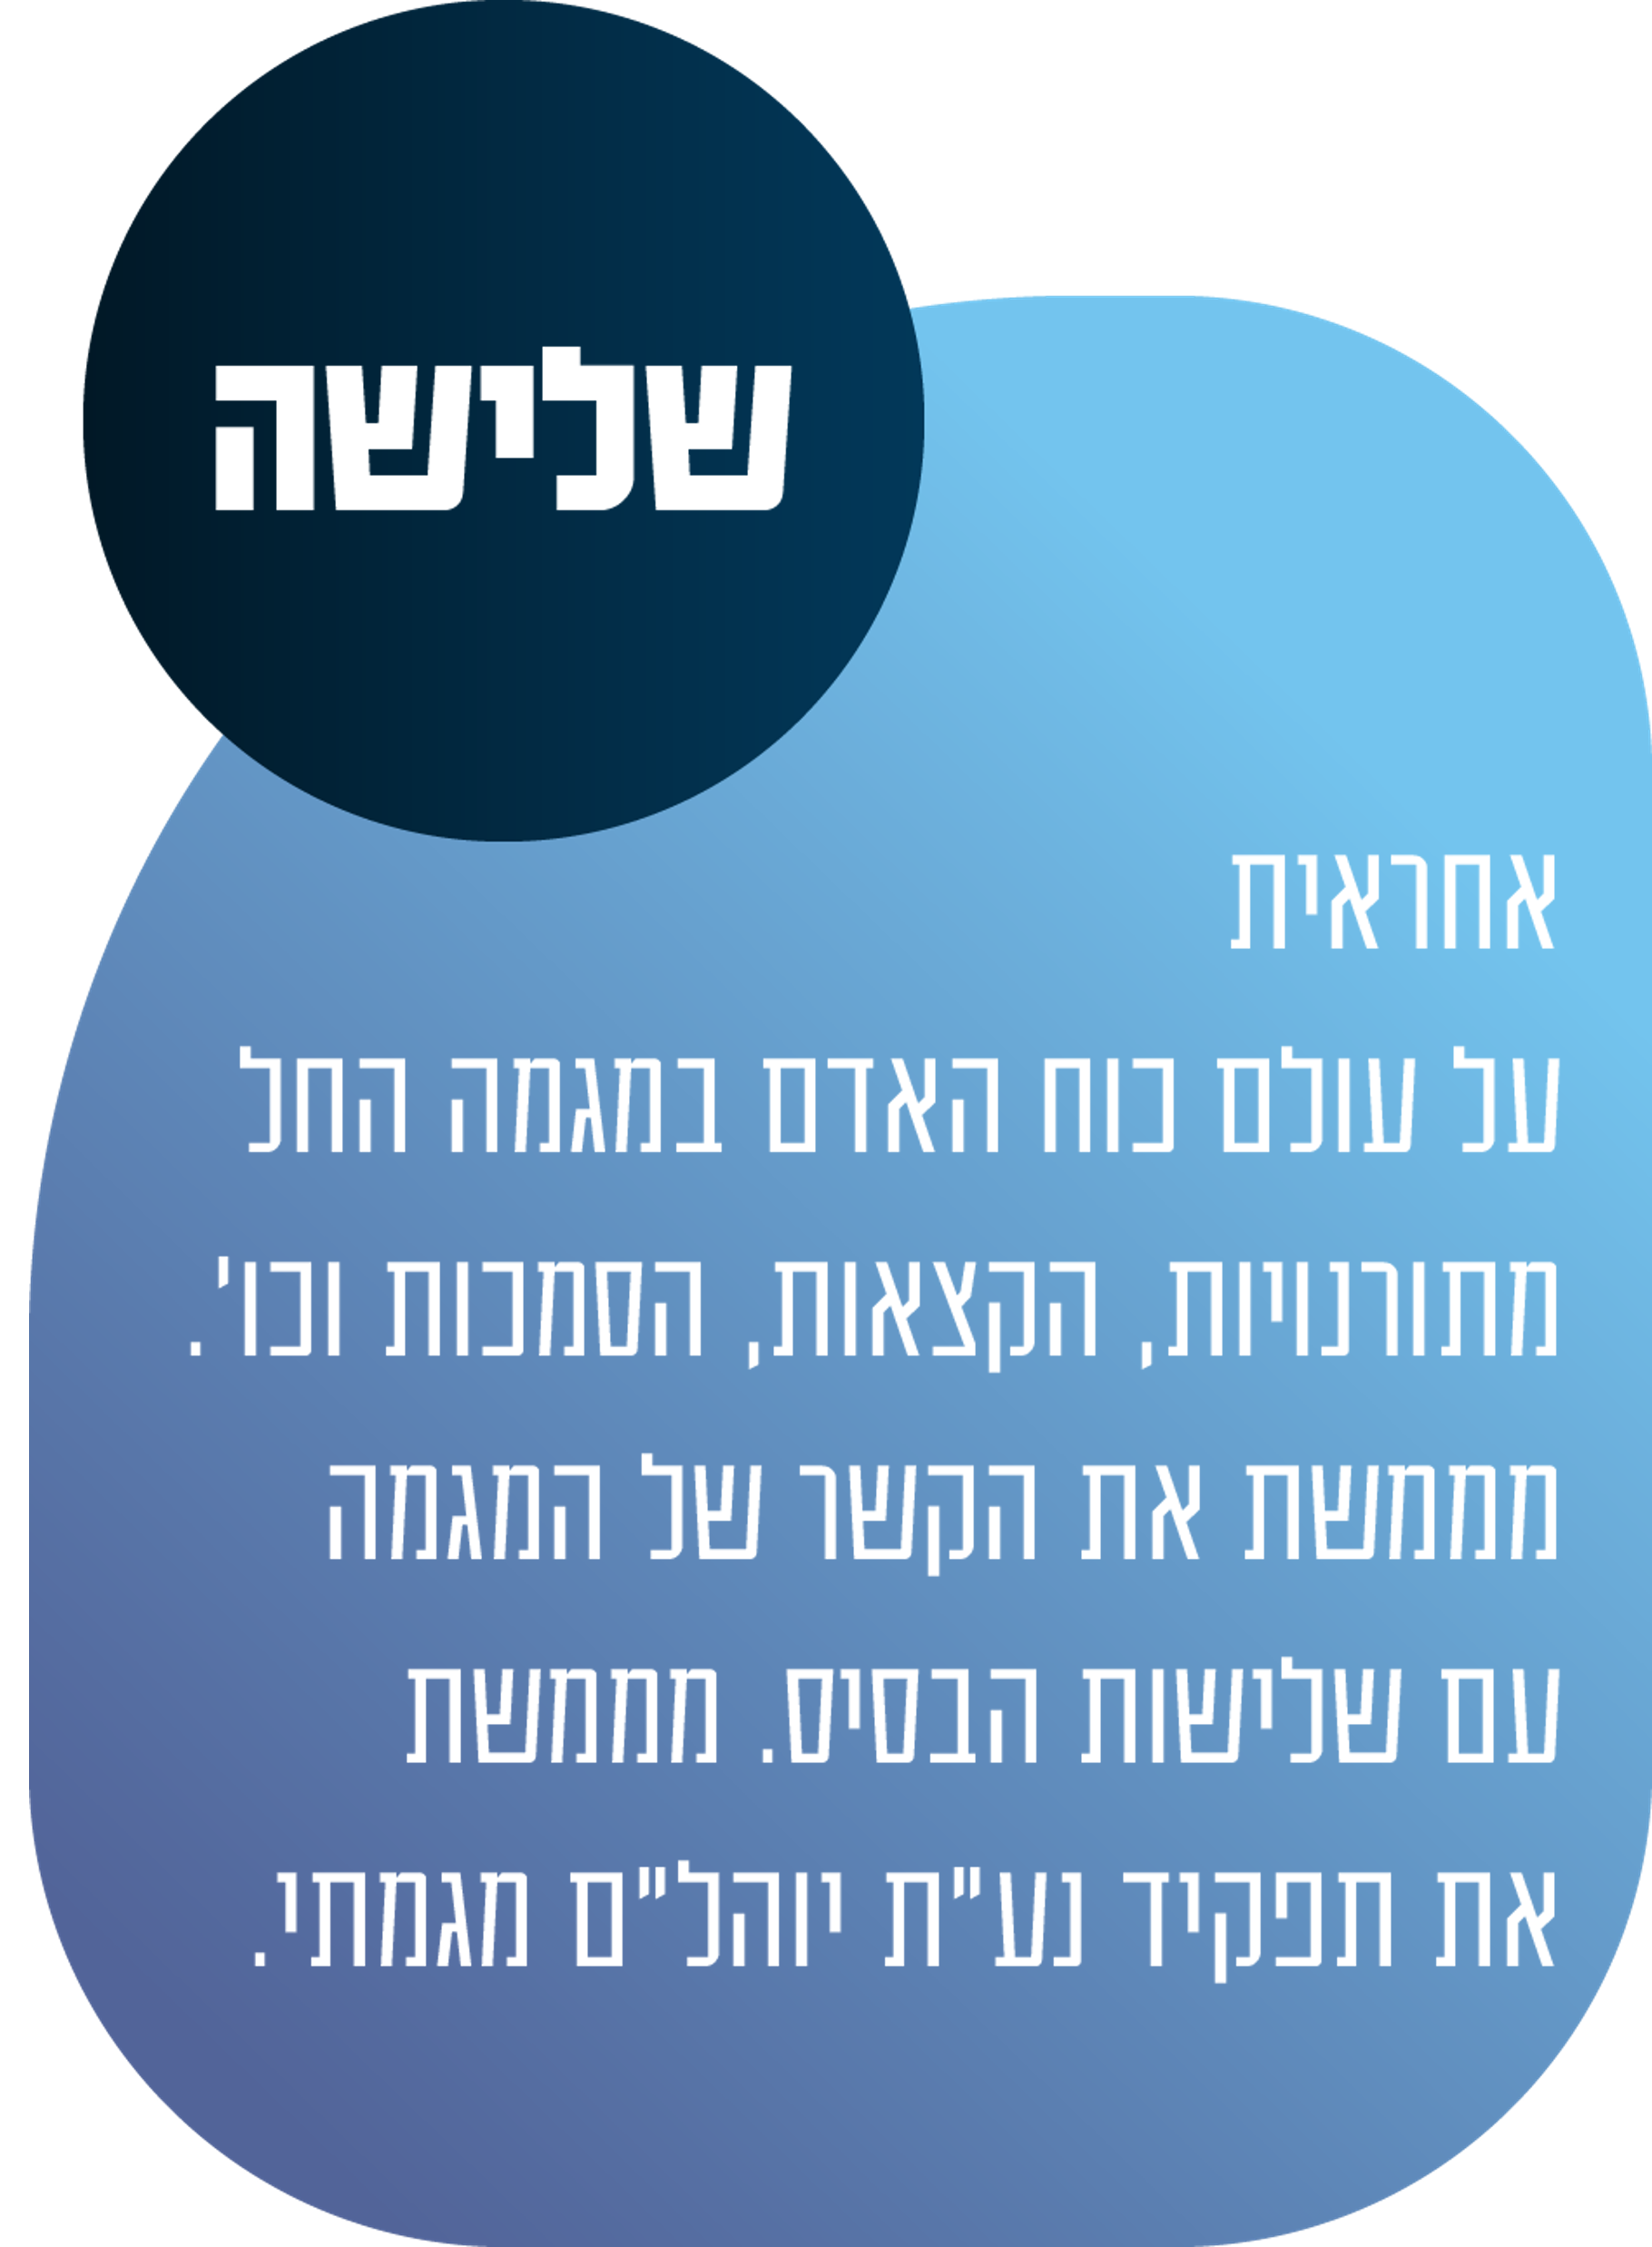 שלישה
אחראית
על עולם כוח האדם במגמה החל
מתורנויות, הקצאות, הסמכות וכו'.
מממשת את הקשר של המגמה
עם שלישות הבסיס. מממשת
את תפקיד נע"ת יוהל"ם מגמתי.